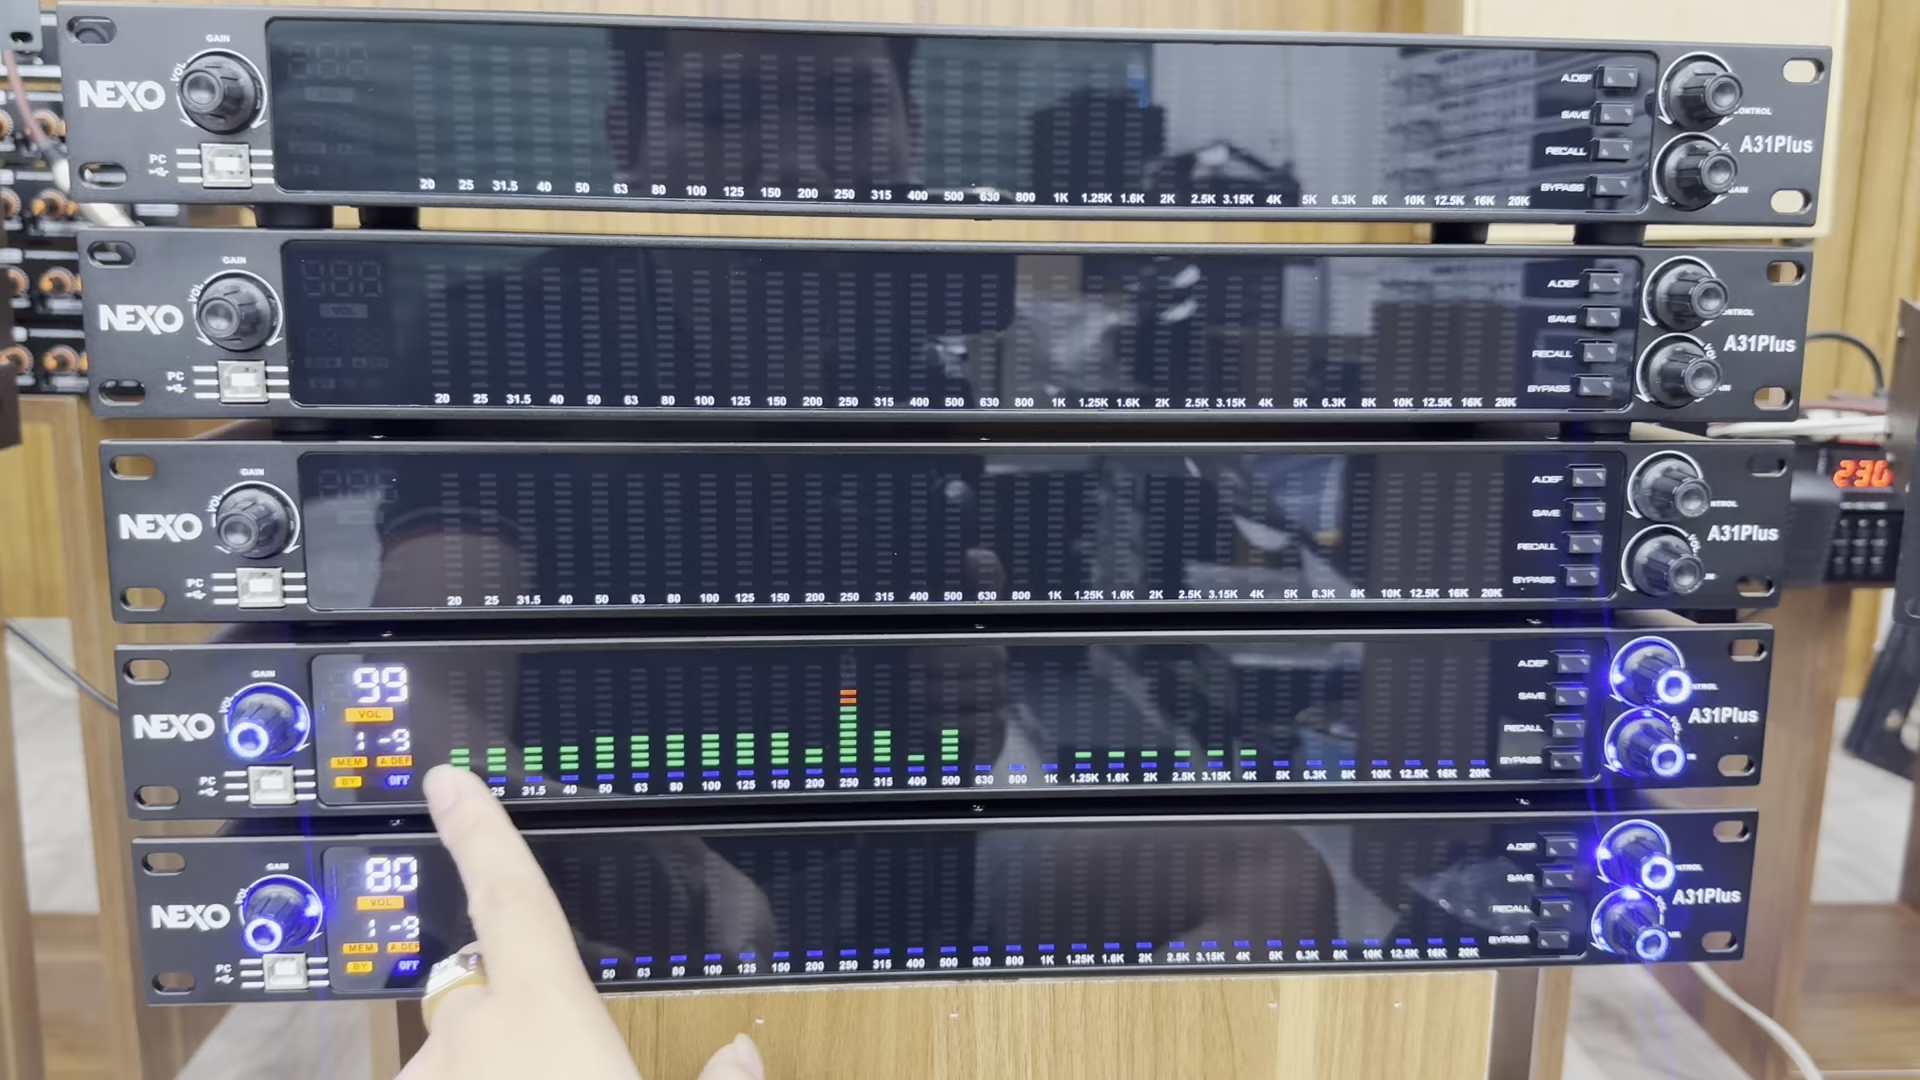 GAIN
VOL
NEXO
PC
20 25 31.5 40 50 63 80 100 125 150 200 250 315 400 500 630 800 1K 1.25K 1.6K 2K 2.5K 3.15K 4K 5K 6.3K 8K 10K 12.5K 16K 20K
A.DEF
SAVE
RECALL
BYPASS
A31Plus
GAIN
VOL
NEXO
PC
VOL
20 25 31.5 40 50 63 80 100 125 150 200 250 315 400 500 630 800 1K 1.25K 1.6K 2K 2.5K 3.15K 4K 5K 6.3K 8K 10K 12.5K 16K 20K
A.DEF
SAVE
RECALL
BYPASS
A31Plus
GAIN
VOL
NEXO
PC
20 25 31.5 40 50 63 80 100 125 150 200 250 315 400 500 630 800 1K 1.25K 1.6K 2K 2.5K 3.15K 4K 5K 6.3K 8K 10K 12.5K 16K 20K
A.DEF
SAVE
RECALL
BYPASS
A31Plus
GAIN
VOL
NEXO
PC
99
VOL
1 -9
MEM A.DEF
BY OFF
25 31.5 40 50 63 80 100 125 150 200 250 315 400 500 630 800 1K 1.25K 1.6K 2K 2.5K 3.15K 4K 5K 6.3K 8K 10K 12.5K 16K 20K
A.DEF
SAVE
RECALL
BYPASS
A31Plus
GAIN
VOL
NEXO
PC
80
VOL
1 -9
MEM A.DEF
BY OFF
50 63 80 100 125 150 200 250 315 400 500 630 800 1K 1.25K 1.6K 2K 2.5K 3.15K 4K 5K 6.3K 8K 10K 12.5K 16K 20K
A.DEF
SAVE
RECALL
BYPASS
A31Plus